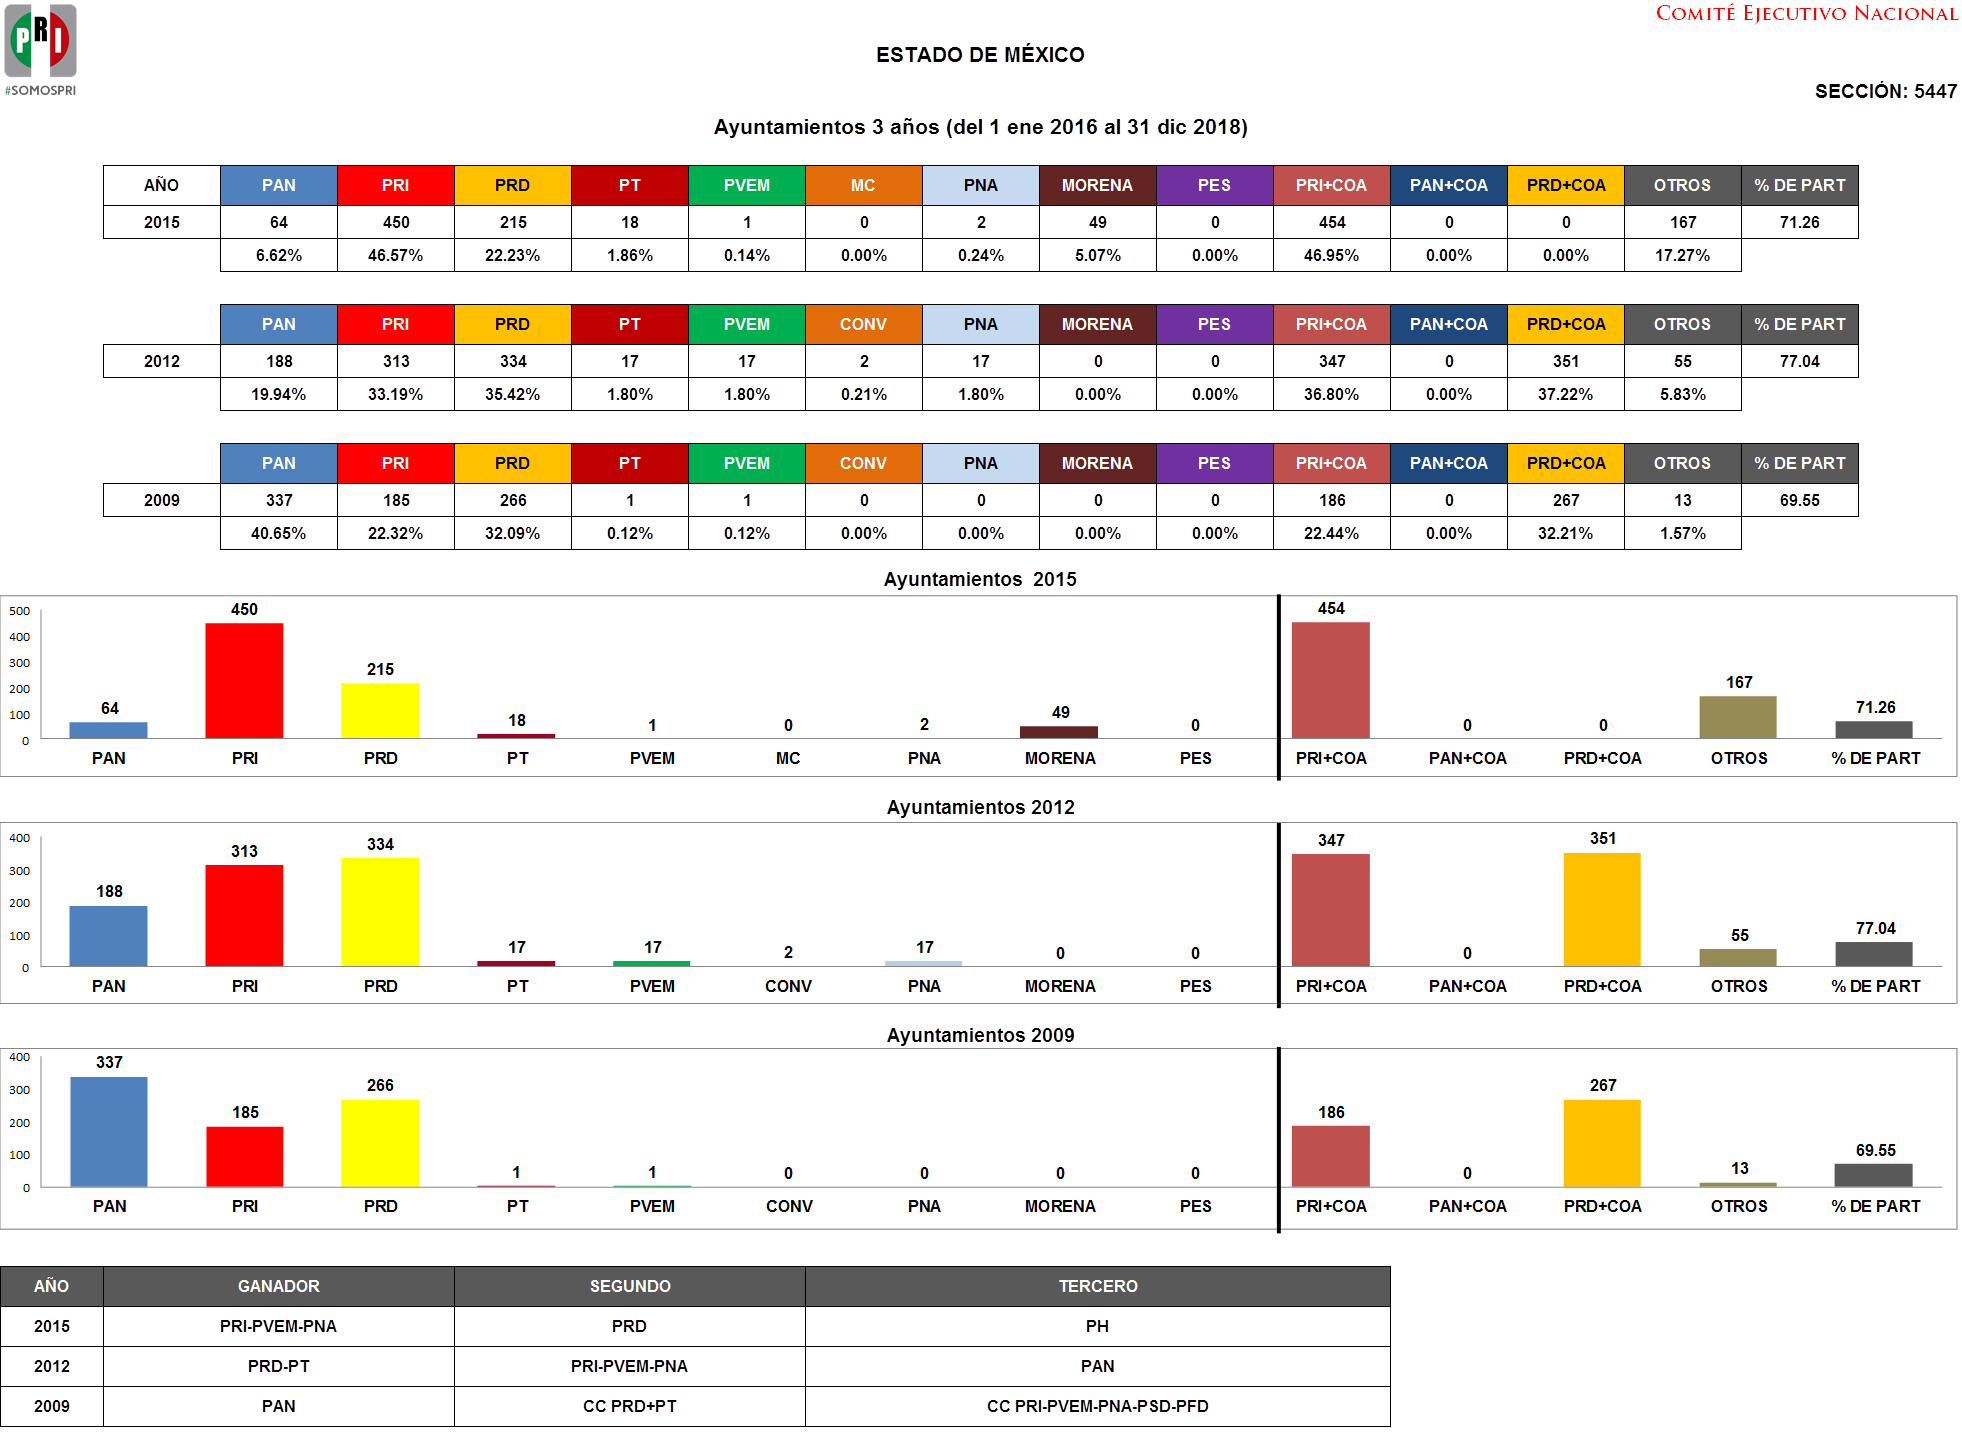 PRI
#SOMOSPRI
COMITÉ EJECUTIVO NACIONAL
ESTADO DE MÉXICO
SECCIÓN: 5447
Ayuntamientos 3 años (del 1 ene 2016 al 31 dic 2018)
AÑO PAN PRI PRD PT PVEM MC PNA MORENA PES PRI+COA PAN+COA PRD+COA OTROS % DE PART
2015 64 450 215 18 1 0 2 49 0 454 0 0 167 71.26
6.62% 46.57% 22.23% 1.86% 0.14% 0.00% 0.24% 5.07% 0.00% 46.95% 0.00% 0.00% 17.27%
PAN PRI PRD PT PVEM CONV PNA MORENA PES PRI+COA PAN+COA PRD+COA OTROS % DE PART
2012 188 313 334 17 17 2 17 0 0 347 0 351 55 77.04
19.94% 33.19% 35.42% 1.80% 1.80% 0.21% 1.80% 0.00% 0.00% 36.80% 0.00% 37.22% 5.83%
PAN PRI PRD PT PVEM CONV PNA MORENA PES PRI+COA PAN+COA PRD+COA OTROS % DE PART
2009 337 185 266 1 1 0 0 0 0 186 0 267 13 69.55
40.65% 22.32% 32.09% 0.12% 0.12% 0.00% 0.00% 0.00% 0.00% 22.44% 0.00% 32.21% 1.57%
Ayuntamientos 2015
500
400
300
200
100
0
64 450 215 18 1 0 2 49 0 454 0 0 167 71.26
PAN PRI PRD PT PVEM MC PNA MORENA PES PRI+COA PAN+COA PRD+COA OTROS % DE PART
Ayuntamientos 2012
400
300
200
100
0
188 313 334 17 17 2 17 0 0 347 0 351 55 77.04
PAN PRI PRD PT PVEM CONV PNA MORENA PES PRI+COA PAN+COA PRD+COA OTROS % DE PART
Ayuntamientos 2009
400
300
200
100
0
337 185 266 1 1 0 0 0 0 186 0 267 13 69.55
PAN PRI PRD PT PVEM CONV PNA MORENA PES PRI+COA PAN+COA PRD+COA OTROS % DE PART
AÑO GANADOR SEGUNDO TERCERO
2015 PRI-PVEM-PNA PRD PH
2012 PRD-PT PRI-PVEM-PNA PAN
2009 PAN CC PRD+PT CC PRI-PVEM-PNA-PSD-PFD